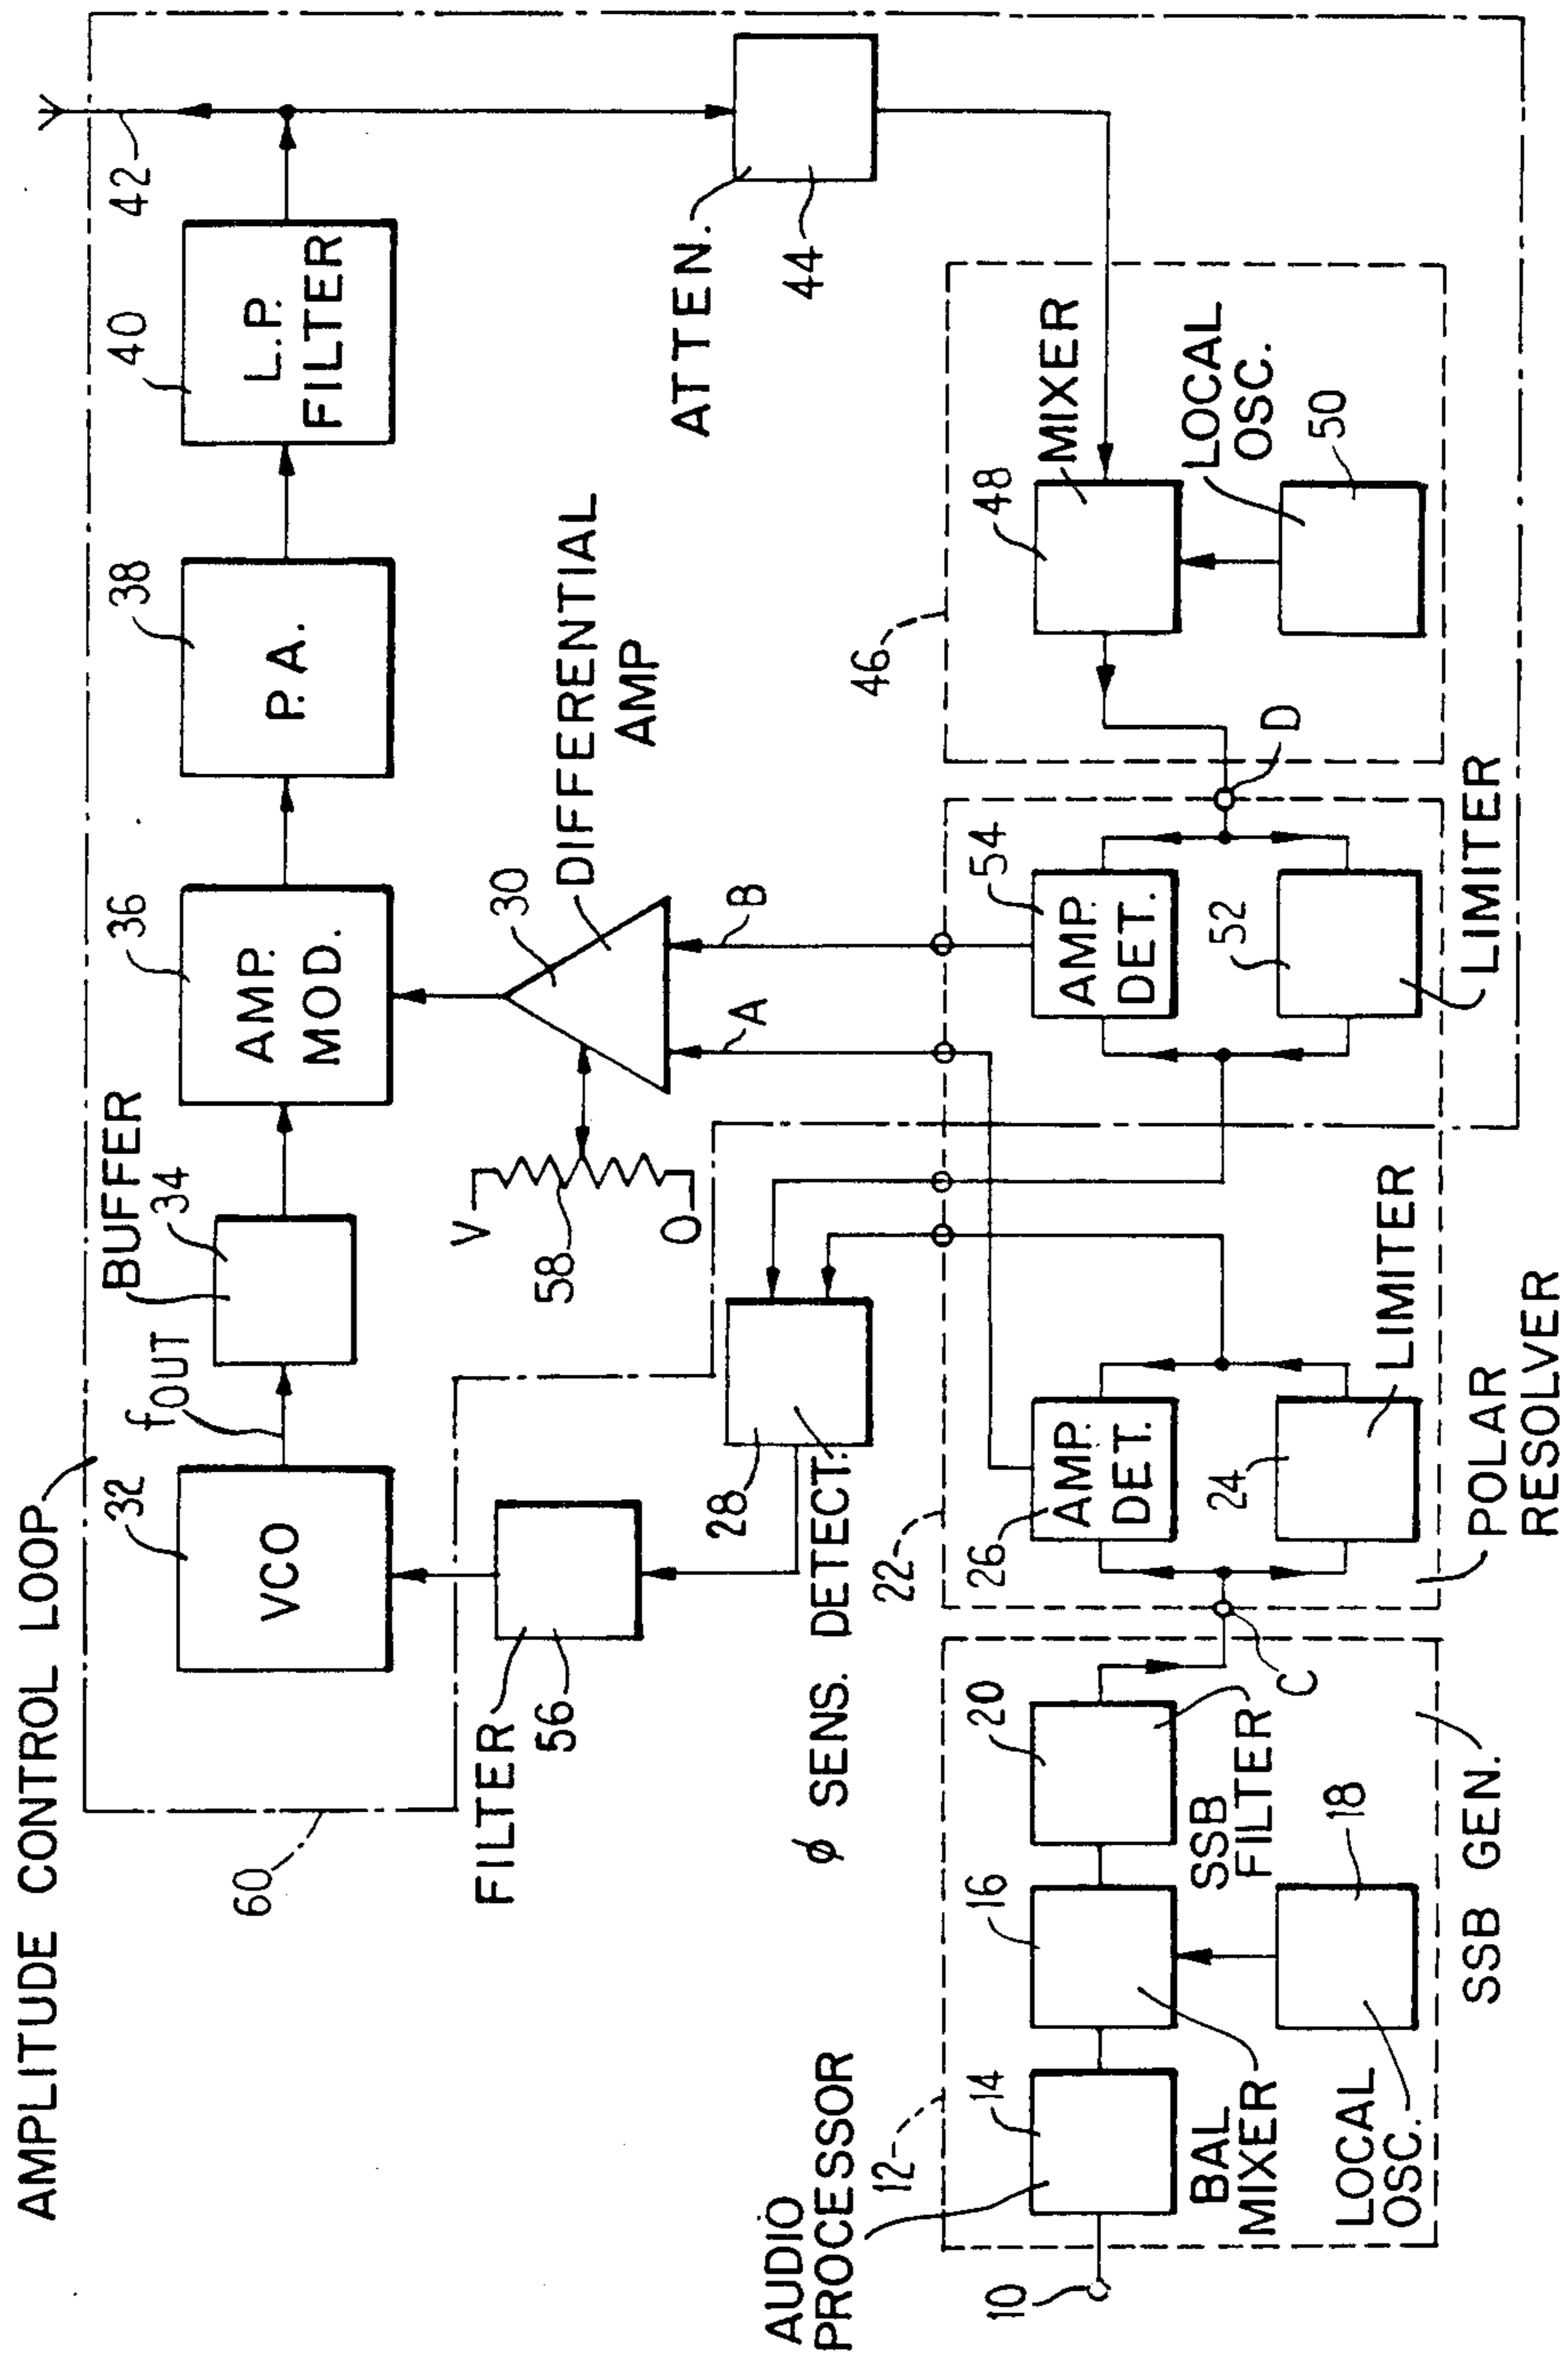 AMPLITUDE CONTROL LOOP
60
32
VCO
fOUT
BUFFER
34
36
AMP.
MOD.
38
P. A.
40
L.P.
FILTER
42
FILTER
56
V
58
O
30
DIFFERENTIAL
AMP
ATTEN.
44
28
φ SENS. DETECT.
A
B
46
48
MIXER
LOCAL
OSC.
50
AUDIO
PROCESSOR
12
10
14
16
BAL
MIXER
20
SSB
FILTER
18
LOCAL
OSC.
SSB GEN.
C
22
26
AMP.
DET.
24
LIMITER
POLAR
RESOLVER
54
AMP.
DET.
52
LIMITER
D